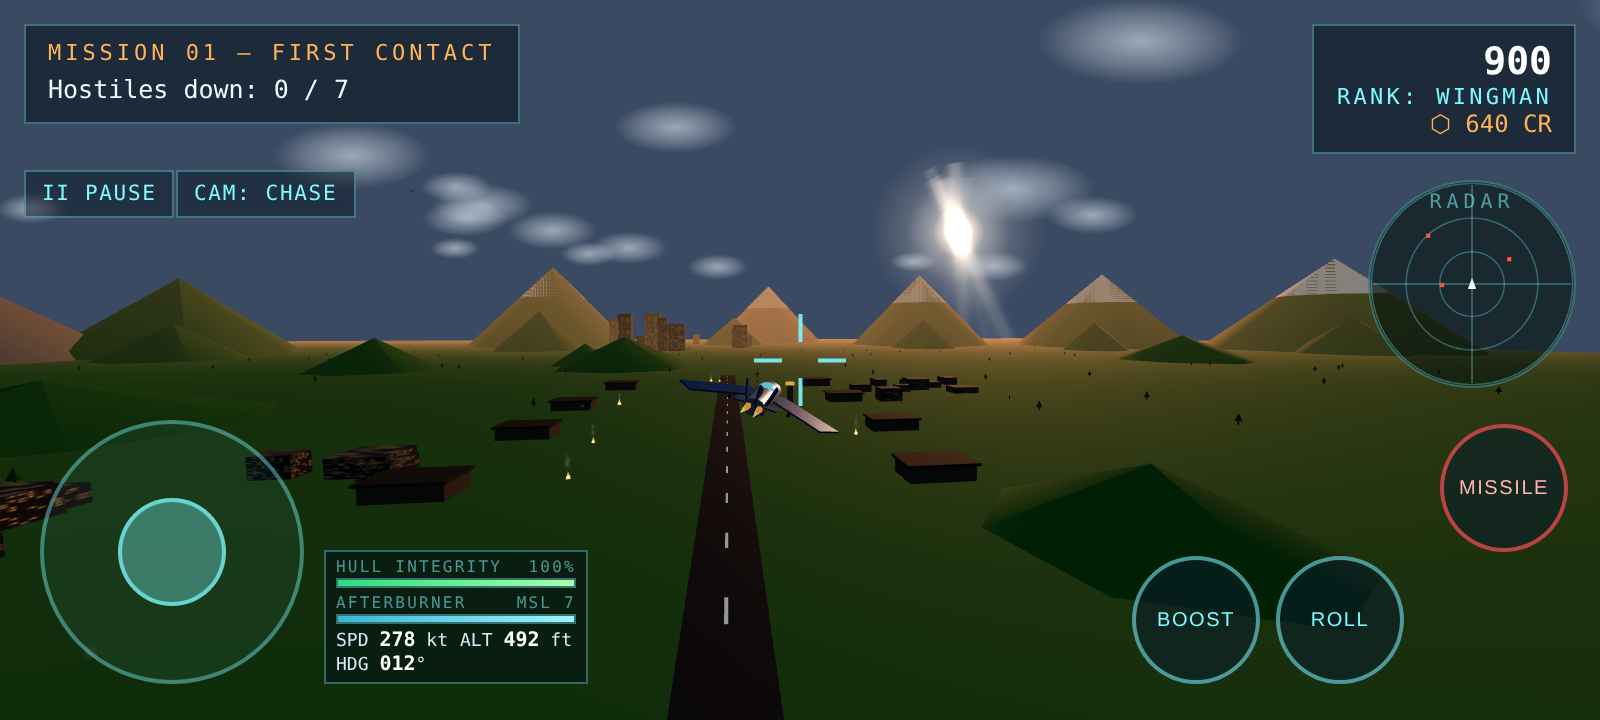 MISSION 01 — FIRST CONTACT
Hostiles down: 0 / 7
900
RANK: WINGMAN
⬡ 640 CR
II PAUSE
CAM: CHASE
RADAR
MISSILE
HULL INTEGRITY 100%
AFTERBURNER MSL 7
SPD 278 kt ALT 492 ft
HDG 012°
BOOST
ROLL